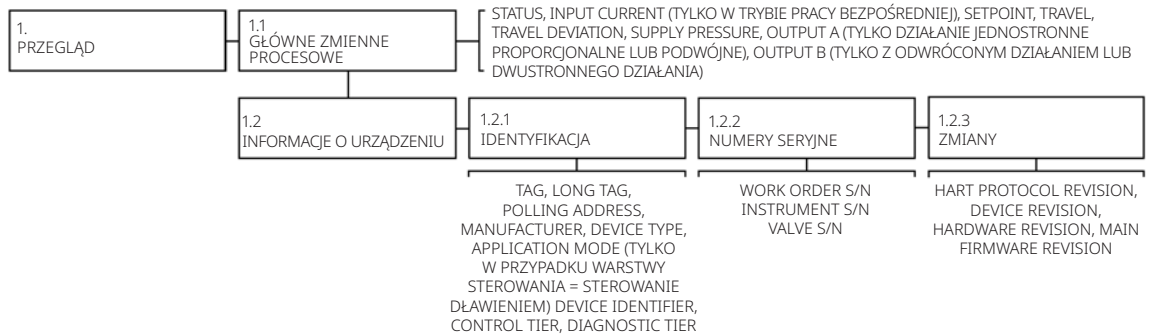 1.
PRZEGLĄD
1.1
GŁÓWNE ZMIENNE
PROCESOWE
STATUS, INPUT CURRENT (TYLKO W TRYBIE PRACY BEZPOŚREDNIEJ), SETPOINT, TRAVEL,
TRAVEL DEVIATION, SUPPLY PRESSURE, OUTPUT A (TYLKO DZIAŁANIE JEDNOSTRONNE
PROPORCJONALNE LUB PODWÓJNE), OUTPUT B (TYLKO Z ODWRÓCONYM DZIAŁANIEM LUB
DWUSTRONNEGO DZIAŁANIA)
1.2
INFORMACJE O URZĄDZENIU
1.2.1
IDENTYFIKACJA
1.2.2
NUMERY SERYJNE
1.2.3
ZMIANY
TAG, LONG TAG,
POLLING ADDRESS,
MANUFACTURER, DEVICE TYPE,
APPLICATION MODE (TYLKO
W PRZYPADKU WARSTWY
STEROWANIA = STEROWANIE
DŁAWIENIEM) DEVICE IDENTIFIER,
CONTROL TIER, DIAGNOSTIC TIER
WORK ORDER S/N
INSTRUMENT S/N
VALVE S/N
HART PROTOCOL REVISION,
DEVICE REVISION,
HARDWARE REVISION, MAIN
FIRMWARE REVISION